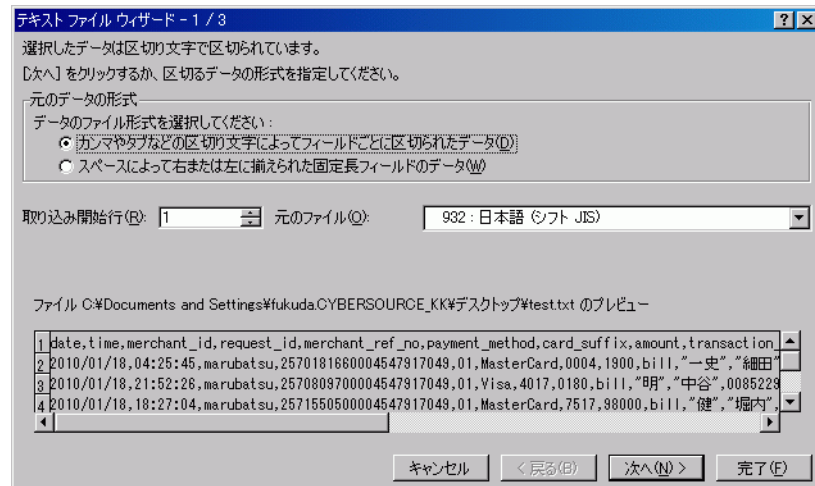 テキスト ファイル ウィザード - 1 / 3
選択したデータは区切り文字で区切られています。
[次へ] をクリックするか、区切るデータの形式を指定してください。
元のデータの形式
データのファイル形式を選択してください :
カンマやタブなどの区切り文字によってフィールドごとに区切られたデータ(D)
スペースによって右または左に揃えられた固定長フィールドのデータ(W)
取り込み開始行(R): 1 元のファイル(O): 932 : 日本語 (シフト JIS)
ファイル C:¥Documents and Settings¥fukuda.CYBERSOURCE_KK¥デスクトップ¥test.txt のプレビュー
1 date,time,merchant_id,request_id,merchant_ref_no,payment_method,card_suffix,amount,transaction_
2 2010/01/18,04:25:45,marubatsu,2570181660004547917049,01,MasterCard,0004,1900,bill,"一史","細田"
3 2010/01/18,21:52:26,marubatsu,2570809700004547917049,01,Visa,4017,0180,bill,"明","中谷",0085229
4 2010/01/18,18:27:04,marubatsu,2571550500004547917049,01,MasterCard,7517,98000,bill,"健","堀内",
キャンセル < 戻る(B) 次へ(N) > 完了(F)